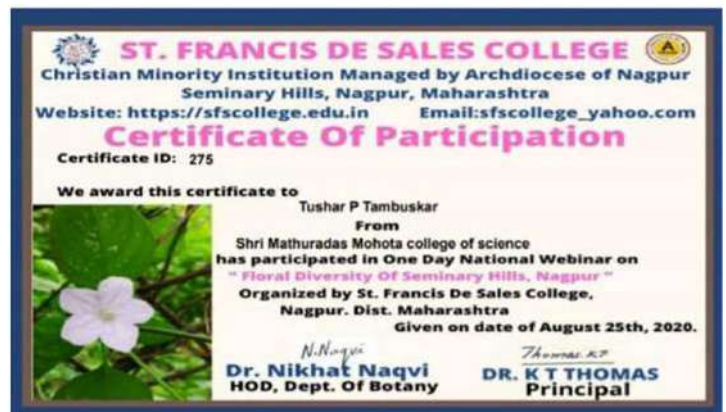 ST. FRANCIS DE SALES COLLEGE
Christian Minority Institution Managed by Archdiocese of Nagpur
Seminary Hills, Nagpur, Maharashtra
Website: https://sfscollege.edu.in Email:sfscollege_yahoo.com
Certificate Of Participation
Certificate ID: 275
We award this certificate to
Tushar P Tambuskar
From
Shri Mathuradas Mohota college of science
has participated in One Day National Webinar on
" Floral Diversity Of Seminary Hills, Nagpur "
Organized by St. Francis De Sales College,
Nagpur. Dist. Maharashtra
Given on date of August 25th, 2020.
N.Naqvi Thomas.KT
Dr. Nikhat Naqvi DR. K T THOMAS
HOD, Dept. Of Botany Principal